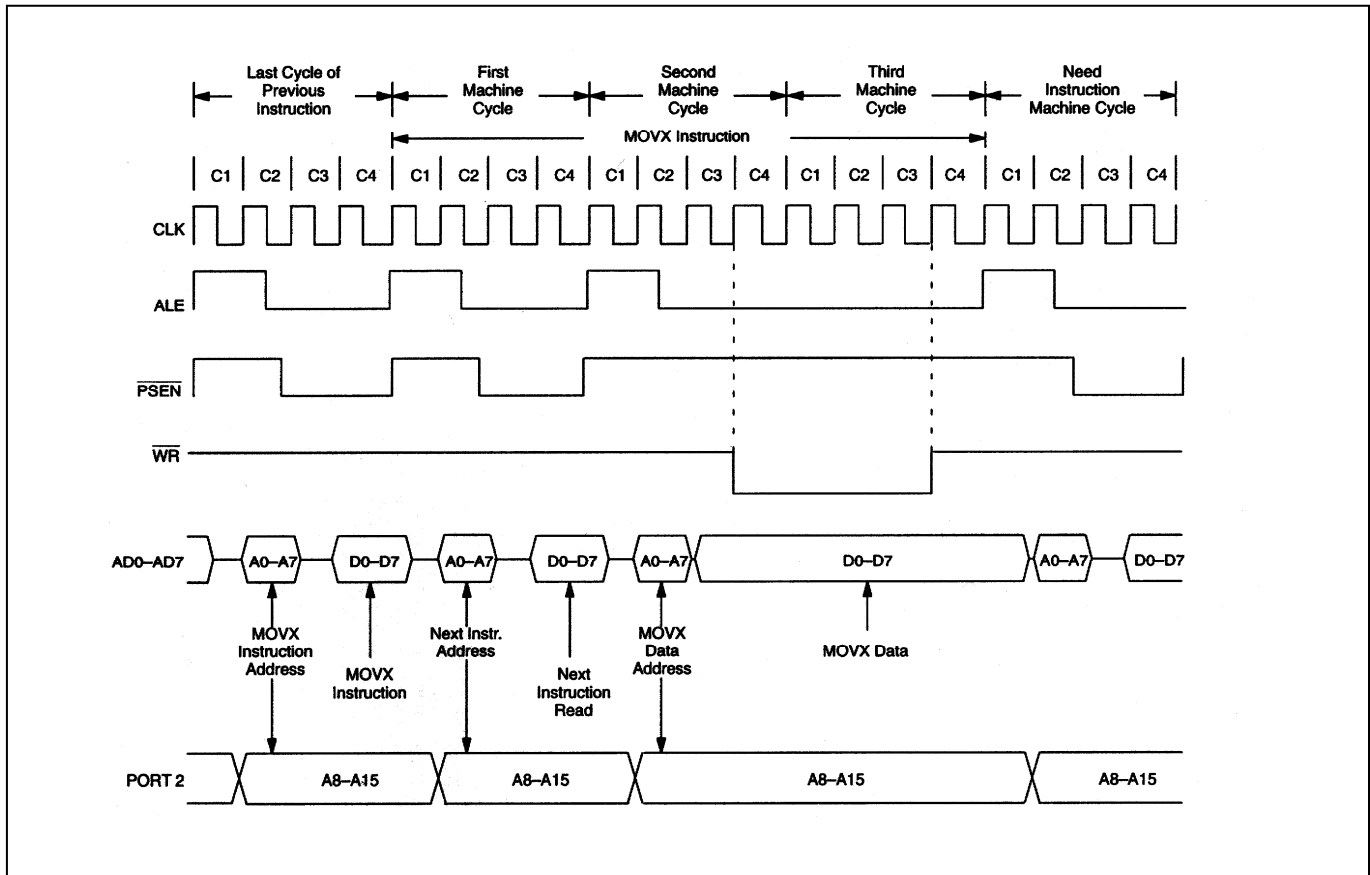 Last Cycle of
Previous
Instruction
First
Machine
Cycle
Second
Machine
Cycle
Third
Machine
Cycle
Need
Instruction
Machine Cycle
MOVX Instruction
C1 C2 C3 C4 C1 C2 C3 C4 C1 C2 C3 C4 C1 C2 C3 C4 C1 C2 C3 C4
CLK
ALE
PSEN
WR
AD0–AD7 A0–A7 D0–D7 A0–A7 D0–D7 A0–A7 D0–D7 A0–A7 D0–D7
MOVX
Instruction
Address
MOVX
Instruction
Next Instr.
Address
Next
Instruction
Read
MOVX
Data
Address
MOVX Data
PORT 2 A8–A15 A8–A15 A8–A15 A8–A15